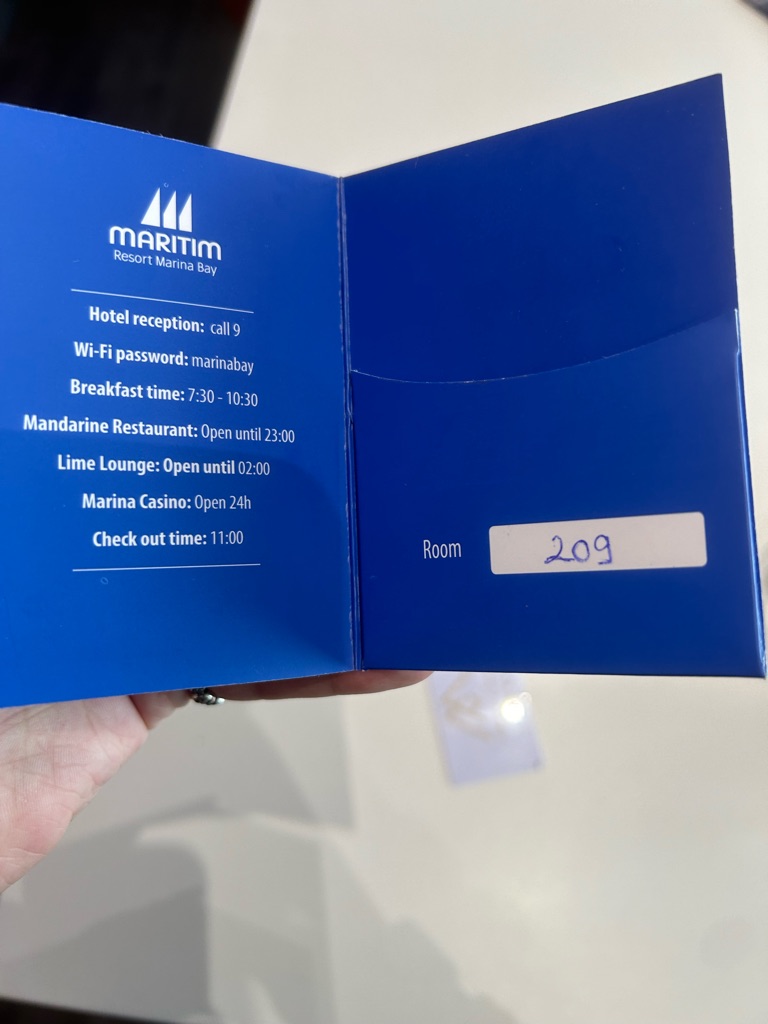 MARITIM
Resort Marina Bay
Hotel reception: call 9
Wi-Fi password: marinabay
Breakfast time: 7:30 - 10:30
Mandarine Restaurant: Open until 23:00
Lime Lounge: Open until 02:00
Marina Casino: Open 24h
Check out time: 11:00
Room 209